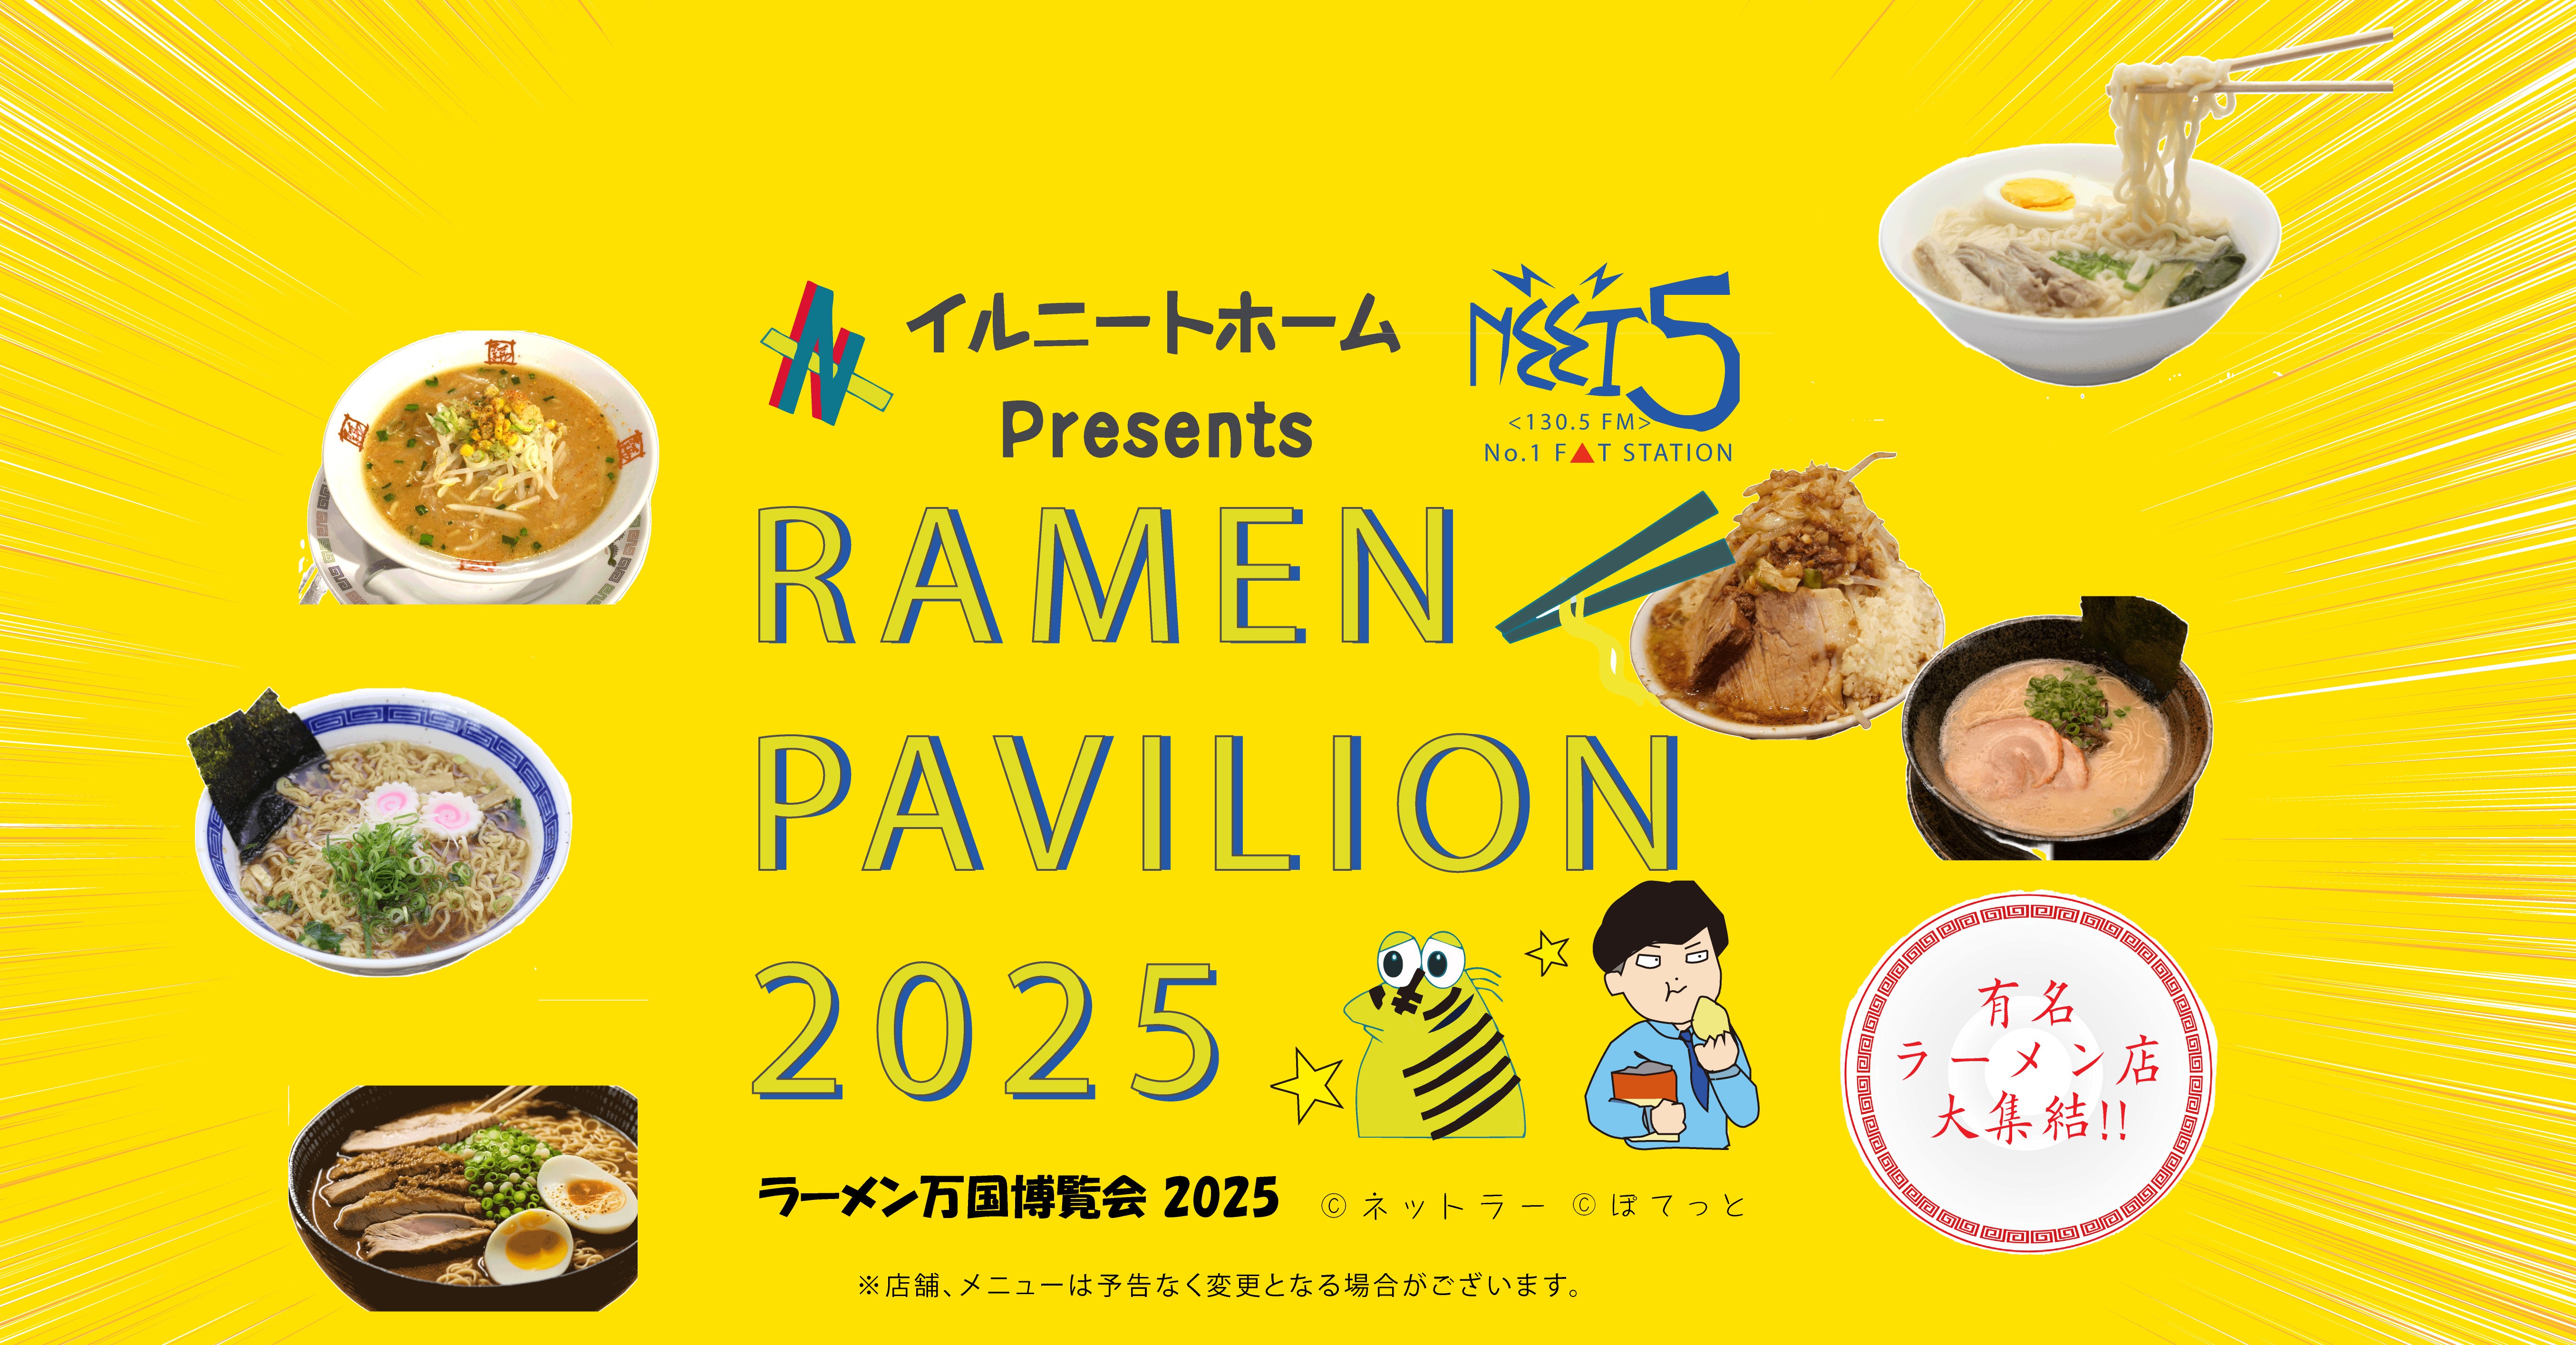 イルニートホーム
Presents
NEET5
<130.5 FM>
No.1 F▲T STATION
RAMEN
PAVILION
2025
ラーメン万国博覧会 2025
© ネットラー © ぽてっと
※店舗、メニューは予告なく変更となる場合がございます。
有名
ラーメン店
大集結!!